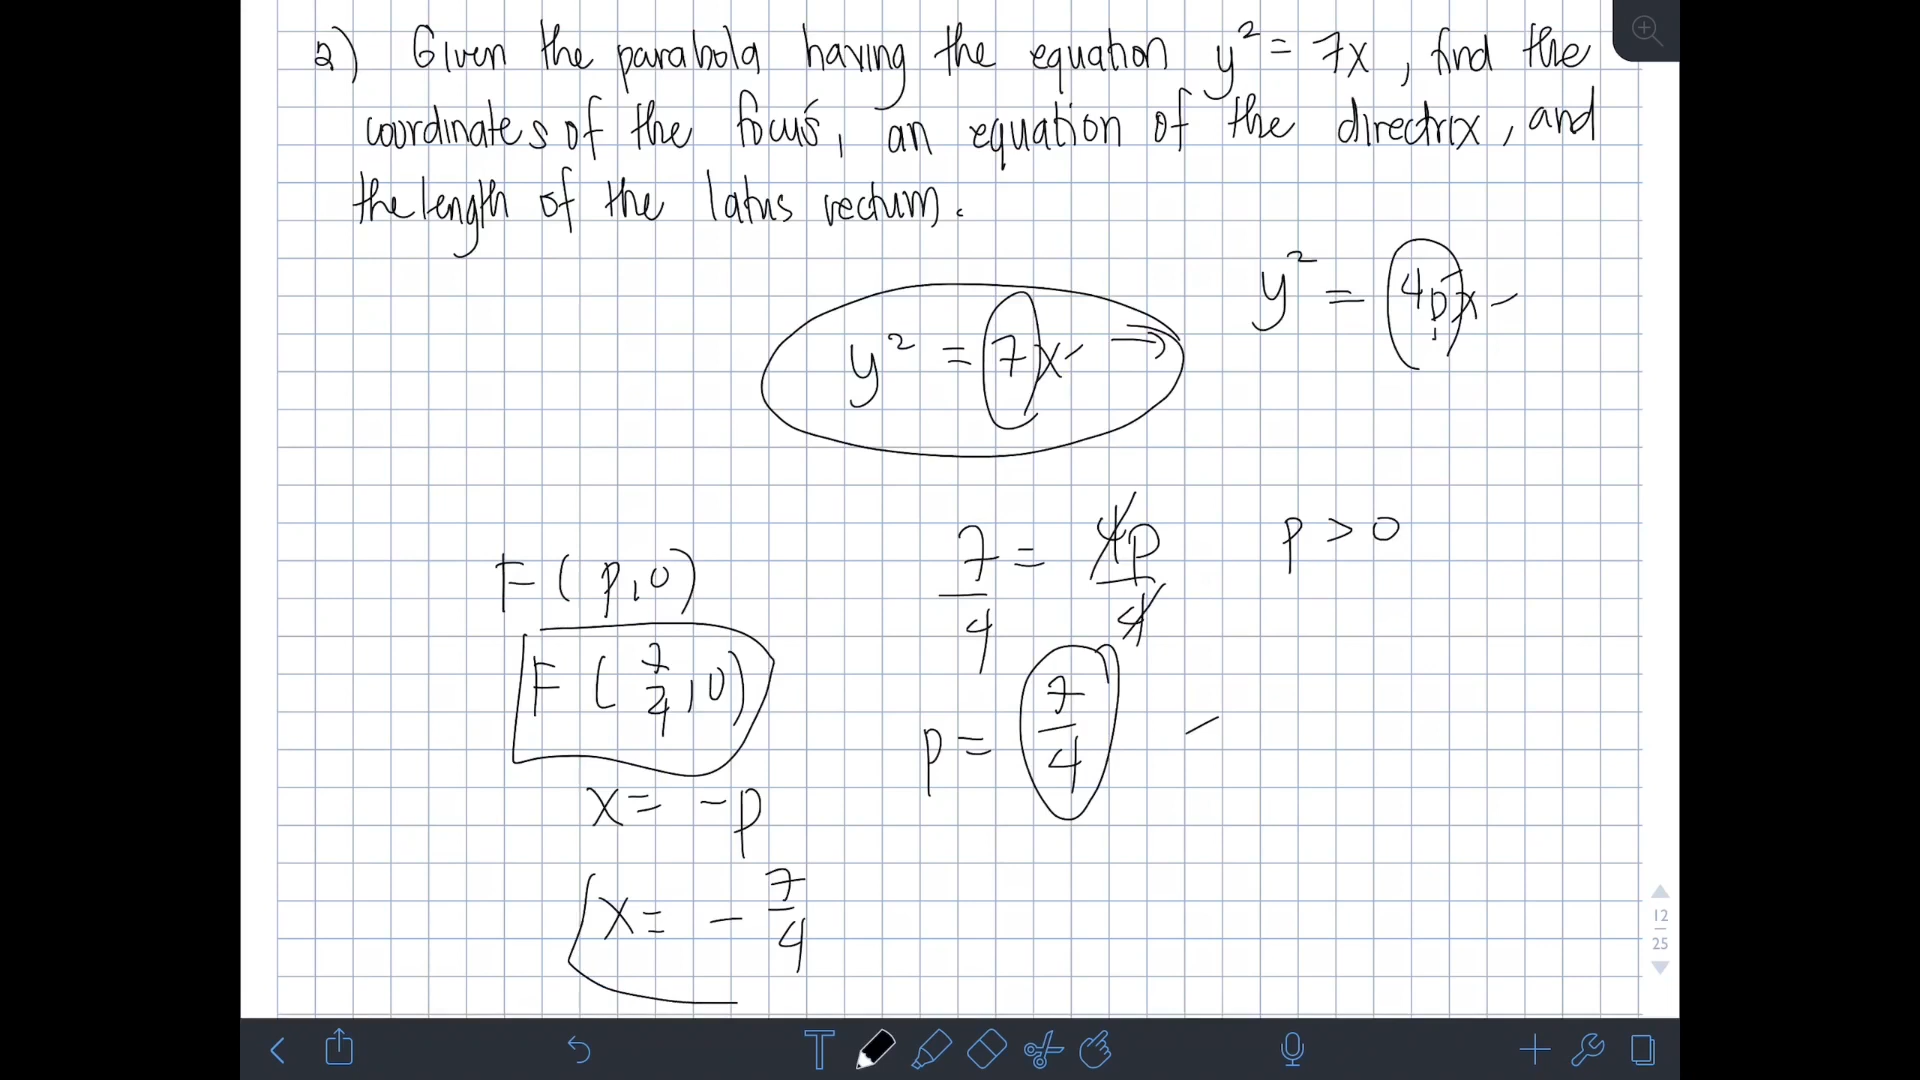 2) Given the parabola having the equation y² = 7x, find the
coordinates of the focus, an equation of the directrix, and
the length of the latus rectum.
y² = 4px
y² = 7x →
7/4 = 4p/4
p > 0
F (p, 0)
F (7/4, 0)
p = 7/4
x = -p
x = - 7/4
12
25
T